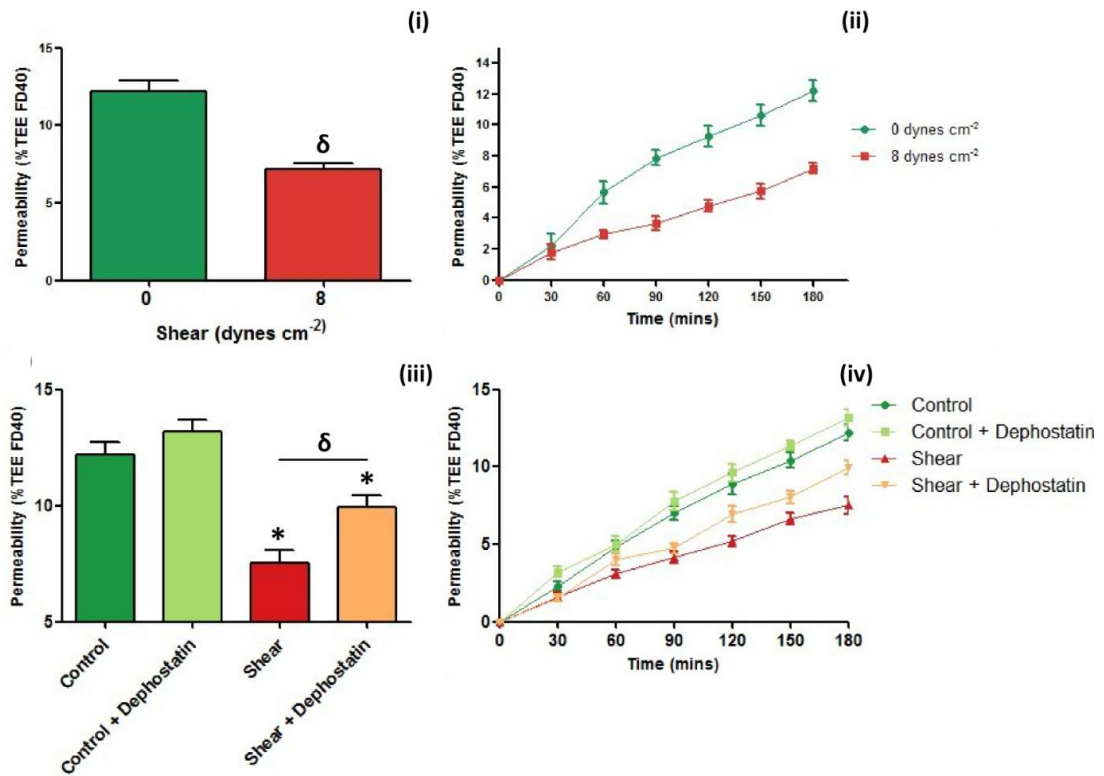 (i)
Permeability (%TEE FD40)
15
10
5
0
δ
0
8
Shear (dynes cm-2)
(ii)
Permeability (%TEE FD40)
14
12
10
8
6
4
2
0
0
30
60
90
120
150
180
Time (mins)
0 dynes cm-2
8 dynes cm-2
(iii)
Permeability (%TEE FD40)
15
10
5
δ
*
*
Control
Control + Dephostatin
Shear
Shear + Dephostatin
(iv)
Permeability (%TEE FD40)
15
10
5
0
0
30
60
90
120
150
180
Time (mins)
Control
Control + Dephostatin
Shear
Shear + Dephostatin